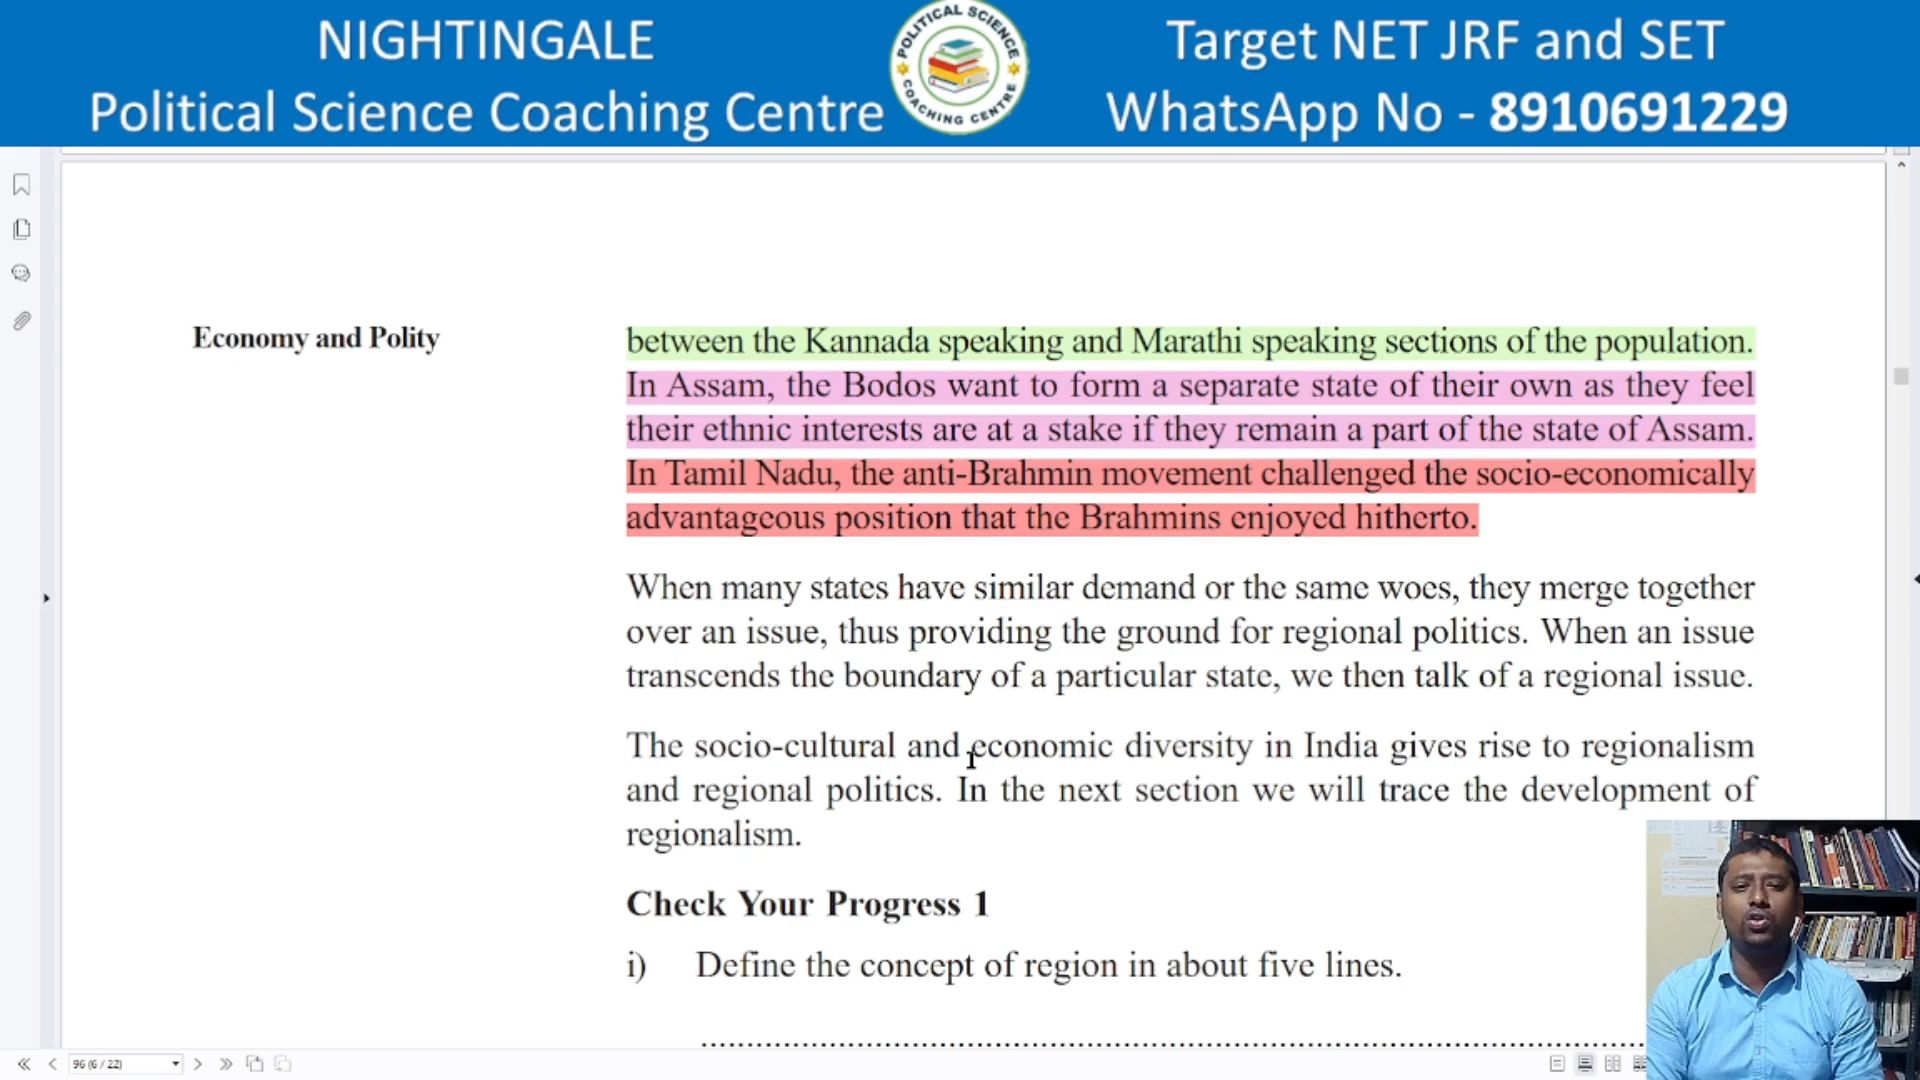 NIGHTINGALE
Political Science Coaching Centre
POLITICAL SCIENCE
COACHING CENTRE
Target NET JRF and SET
WhatsApp No - 8910691229
Economy and Polity
between the Kannada speaking and Marathi speaking sections of the population.
In Assam, the Bodos want to form a separate state of their own as they feel
their ethnic interests are at a stake if they remain a part of the state of Assam.
In Tamil Nadu, the anti-Brahmin movement challenged the socio-economically
advantageous position that the Brahmins enjoyed hitherto.
When many states have similar demand or the same woes, they merge together
over an issue, thus providing the ground for regional politics. When an issue
transcends the boundary of a particular state, we then talk of a regional issue.
The socio-cultural and economic diversity in India gives rise to regionalism
and regional politics. In the next section we will trace the development of
regionalism.
Check Your Progress 1
i) Define the concept of region in about five lines.
96 (6 / 22)